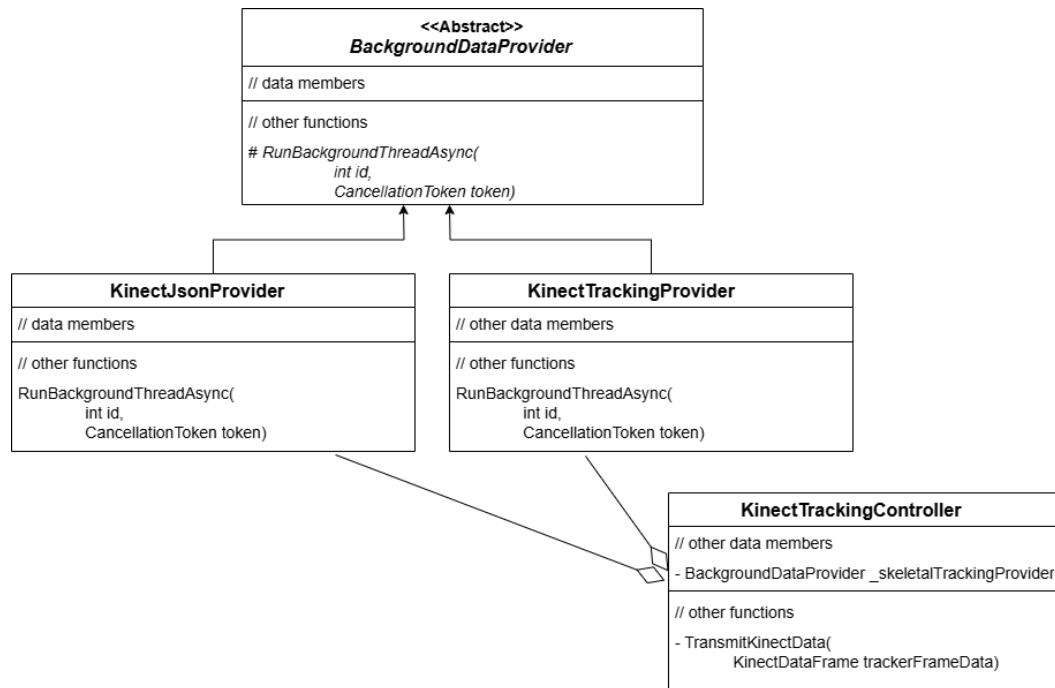 <<Abstract>>
BackgroundDataProvider
// data members
// other functions
# RunBackgroundThreadAsync(
int id,
CancellationToken token)
KinectJsonProvider
// data members
// other functions
RunBackgroundThreadAsync(
int id,
CancellationToken token)
KinectTrackingProvider
// other data members
// other functions
RunBackgroundThreadAsync(
int id,
CancellationToken token)
KinectTrackingController
// other data members
- BackgroundDataProvider _skeletalTrackingProvider
// other functions
- TransmitKinectData(
KinectDataFrame trackerFrameData)